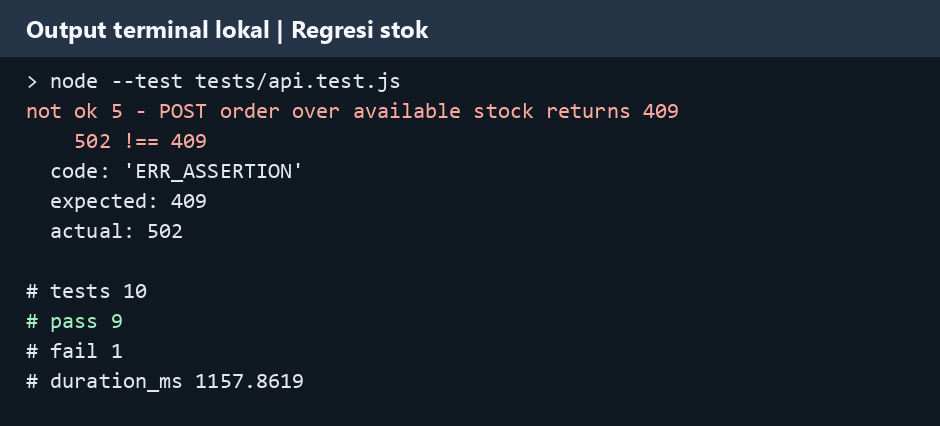 Output terminal lokal | Regresi stok
> node --test tests/api.test.js
not ok 5 - POST order over available stock returns 409
502 !== 409
code: 'ERR_ASSERTION'
expected: 409
actual: 502
# tests 10
# pass 9
# fail 1
# duration_ms 1157.8619